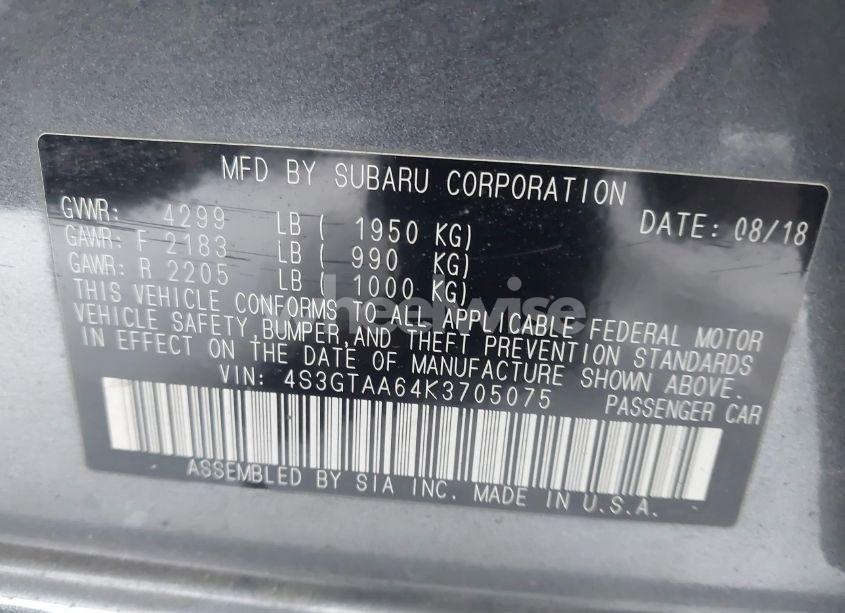 MFD BY SUBARU CORPORATION
GVWR: 4299 LB ( 1950 KG) DATE: 08/18
GAWR: F 2183 LB ( 990 KG)
GAWR: R 2205 LB ( 1000 KG)
THIS VEHICLE CONFORMS TO ALL APPLICABLE FEDERAL MOTOR
VEHICLE SAFETY, BUMPER, AND THEFT PREVENTION STANDARDS
IN EFFECT ON THE DATE OF MANUFACTURE SHOWN ABOVE.
VIN: 4S3GTAA64K3705075 PASSENGER CAR
ASSEMBLED BY SIA INC. MADE IN U.S.A.